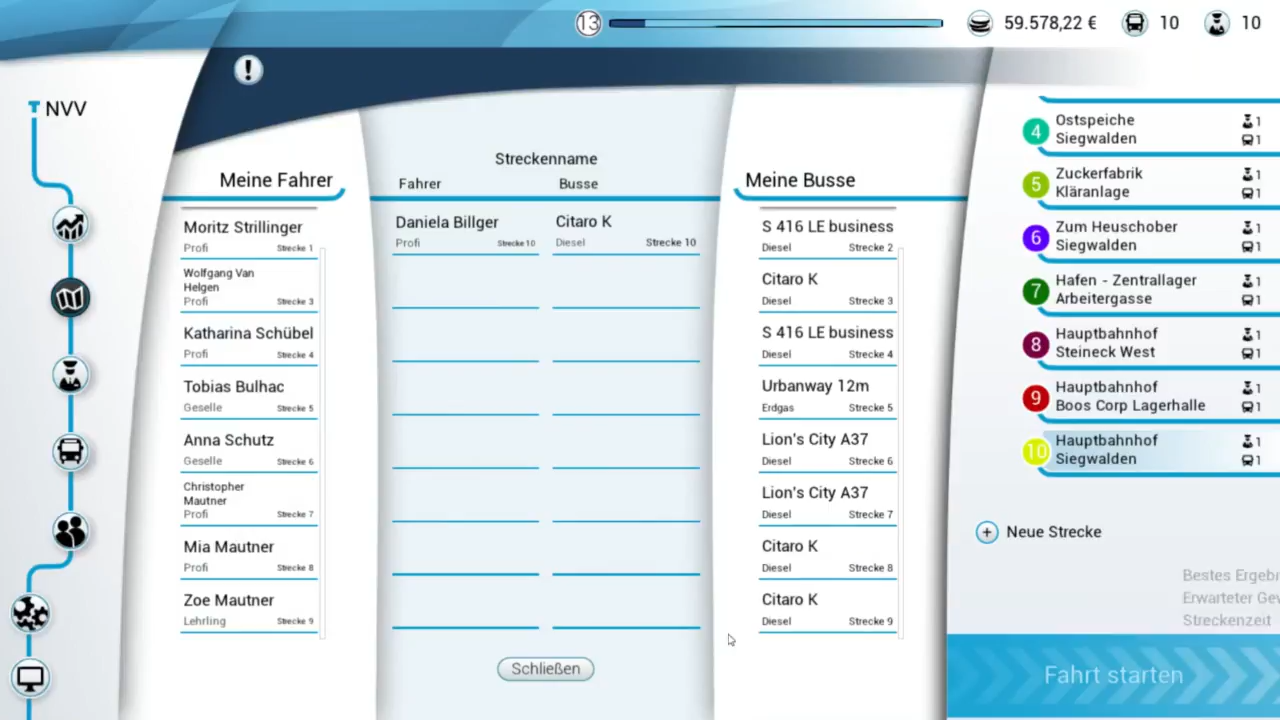 13
59.578,22 €
10
10
!
NVV
Meine Fahrer
Moritz Strillinger
Profi Strecke 1
Wolfgang Van
Helgen
Profi Strecke 3
Katharina Schübel
Profi Strecke 4
Tobias Bulhac
Geselle Strecke 5
Anna Schutz
Geselle Strecke 6
Christopher
Mautner
Profi Strecke 7
Mia Mautner
Profi Strecke 8
Zoe Mautner
Lehrling Strecke 9
Streckenname
Fahrer Busse
Daniela Billger Citaro K
Profi Strecke 10 Diesel Strecke 10
Schließen
Meine Busse
S 416 LE business
Diesel Strecke 2
Citaro K
Diesel Strecke 3
S 416 LE business
Diesel Strecke 4
Urbanway 12m
Erdgas Strecke 5
Lion's City A37
Diesel Strecke 6
Lion's City A37
Diesel Strecke 7
Citaro K
Diesel Strecke 8
Citaro K
Diesel Strecke 9
4 Ostspeiche 1
Siegwalden 1
5 Zuckerfabrik 1
Kläranlage 1
6 Zum Heuschober 1
Siegwalden 1
7 Hafen - Zentrallager 1
Arbeitergasse 1
8 Hauptbahnhof 1
Steineck West 1
9 Hauptbahnhof 1
Boos Corp Lagerhalle 1
10 Hauptbahnhof 1
Siegwalden 1
+ Neue Strecke
Bestes Ergebn
Erwarteter Gew
Streckenzeit
Fahrt starten